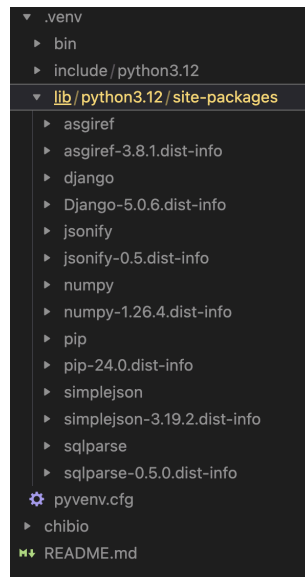 .venv
bin
include/python3.12
lib/python3.12/site-packages
asgiref
asgiref-3.8.1.dist-info
django
Django-5.0.6.dist-info
jsonify
jsonify-0.5.dist-info
numpy
numpy-1.26.4.dist-info
pip
pip-24.0.dist-info
simplejson
simplejson-3.19.2.dist-info
sqlparse
sqlparse-0.5.0.dist-info
pyvenv.cfg
chibio
README.md